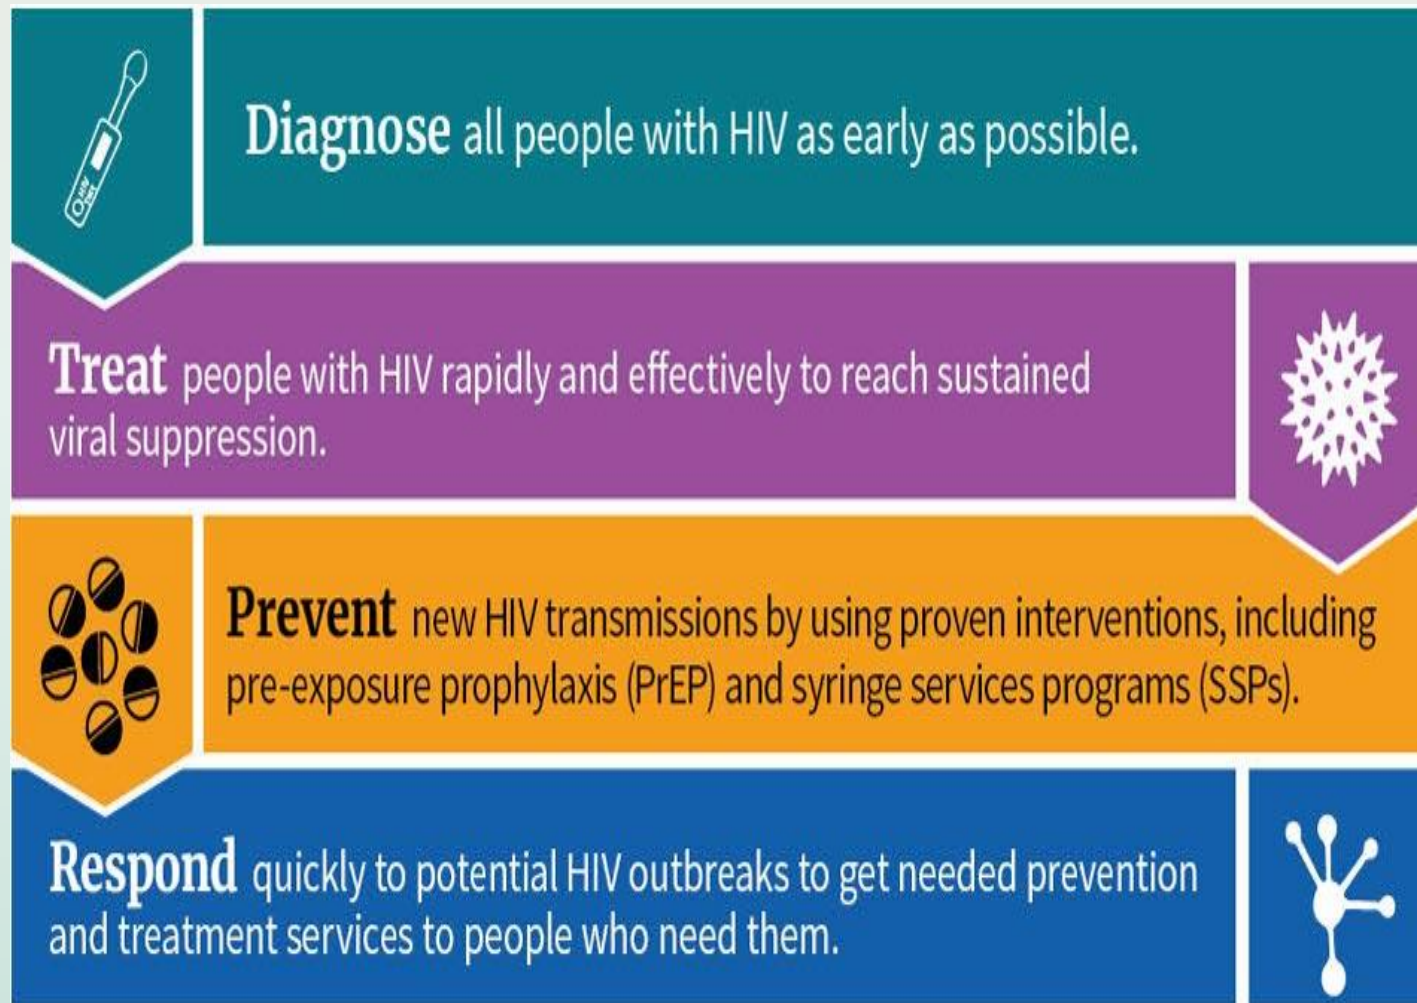 Diagnose all people with HIV as early as possible.
Treat people with HIV rapidly and effectively to reach sustained
viral suppression.
Prevent new HIV transmissions by using proven interventions, including
pre-exposure prophylaxis (PrEP) and syringe services programs (SSPs).
Respond quickly to potential HIV outbreaks to get needed prevention
and treatment services to people who need them.